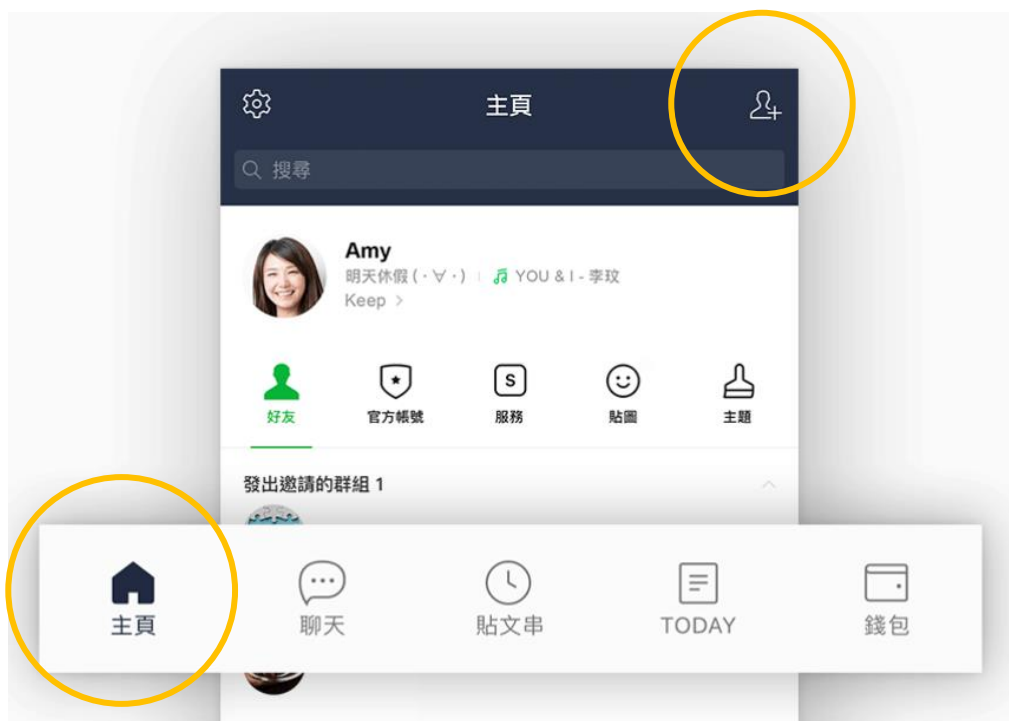 主頁
搜尋
Amy
明天休假 (・∀・) YOU & I - 李玟
Keep >
好友 官方帳號 服務 貼圖 主題
S
發出邀請的群組 1
主頁 聊天 貼文串 TODAY 錢包